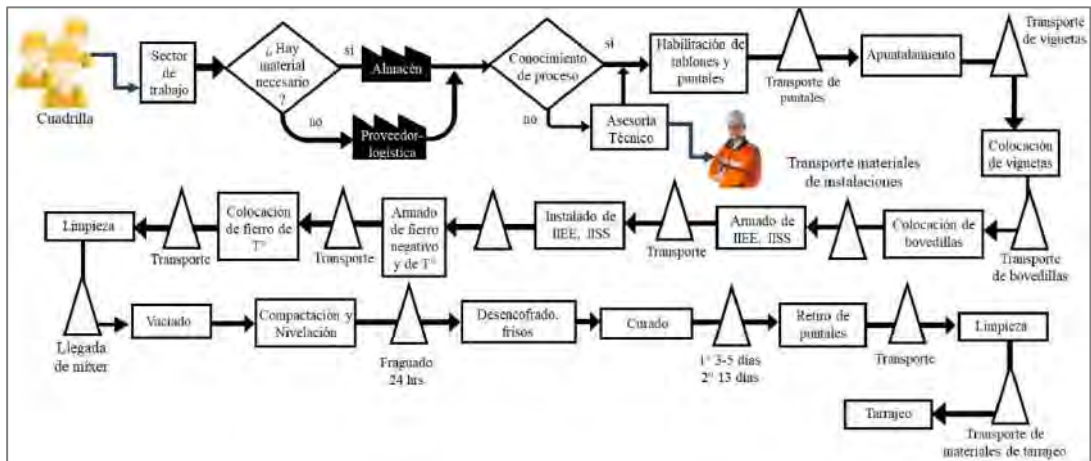 Cuadrilla
Sector
de
trabajo
¿ Hay
material
necesario
?
si
Almacén
no
Proveedor-
logística
Conocimiento
de proceso
si
no
Asesoría
Técnico
Habilitación de
tablones y
puntales
Transporte de
puntales
Apuntalamiento
Transporte
de viguetas
Colocación
de viguetas
Transporte
de bovedillas
Colocación de
bovedillas
Transporte materiales
de instalaciones
Armado de
IIEE, IISS
Transporte
Instalado de
IIEE, IISS
Armado
de fierro
negativo
y de T°
Transporte
Colocación
de fierro de
T°
Transporte
Limpieza
Llegada
de mixer
Vaciado
Compactación y
Nivelación
Fraguado
24 hrs
Desencofrado,
frisos
Curado
1° 3-5 días
2° 13 días
Retiro de
puntales
Transporte
Limpieza
Transporte de
materiales de tarrajeo
Tarrajeo